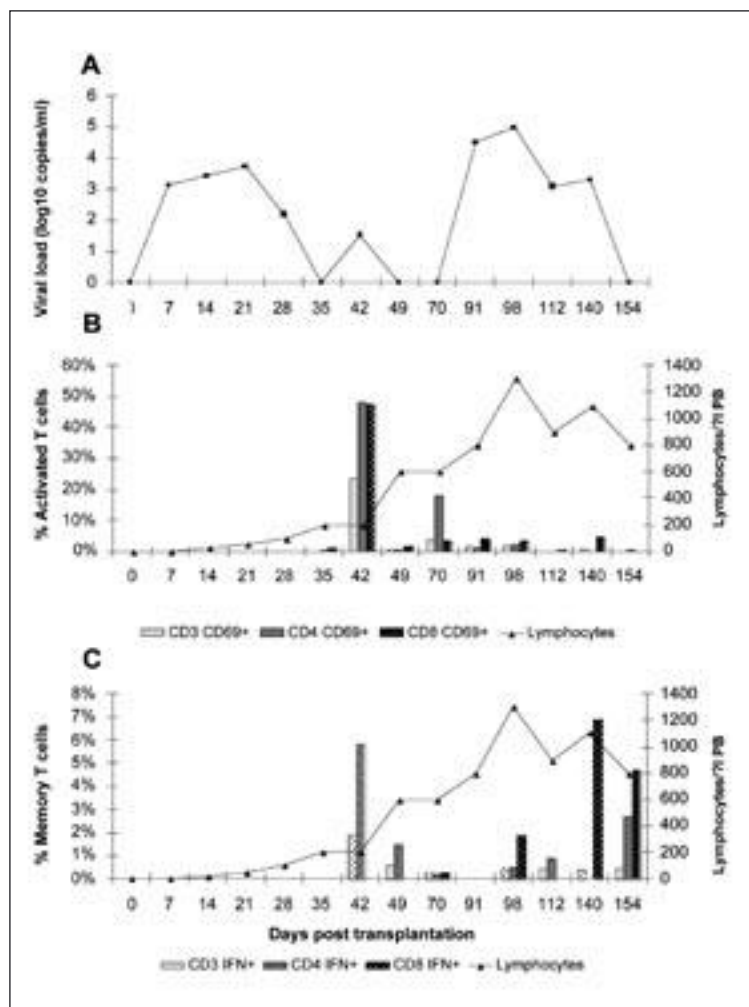 A
Viral load (log10 copies/ml)
6
5
4
3
2
1
0
7 14 21 28 35 42 49 70 91 98 112 140 154
B
% Activated T cells
60%
50%
40%
30%
20%
10%
0%
1400
1200
1000
800
600
400
200
0
Lymphocytes/?l PB
0 7 14 21 28 35 42 49 70 91 98 112 140 154
CD3 CD69+ CD4 CD69+ CD8 CD69+ Lymphocytes
C
% Memory T cells
8%
7%
6%
5%
4%
3%
2%
1%
0%
1400
1200
1000
800
600
400
200
0
Lymphocytes/?l PB
0 7 14 21 28 35 42 49 70 91 98 112 140 154
Days post transplantation
CD3 IFN+ CD4 IFN+ CD8 IFN+ Lymphocytes